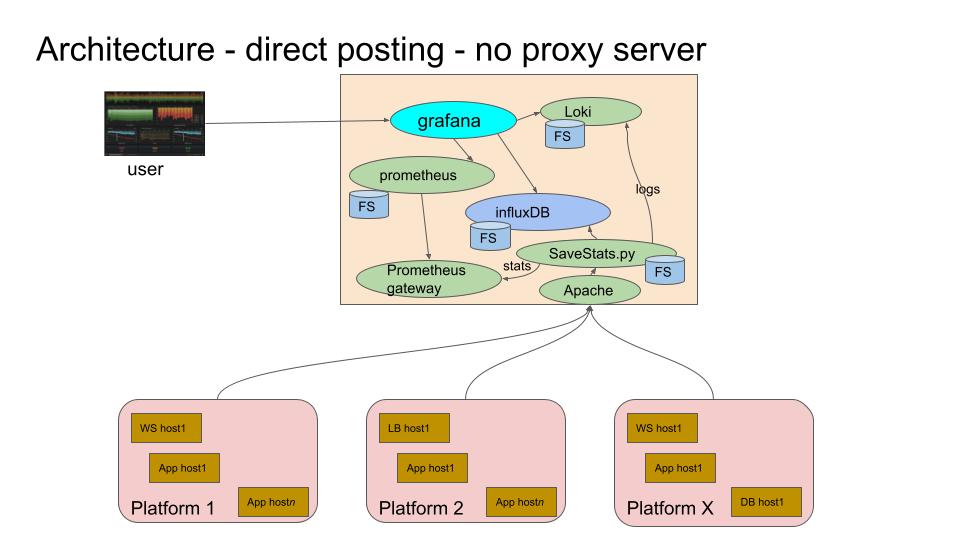 Architecture - direct posting - no proxy server
user
grafana
Loki
FS
prometheus
FS
logs
influxDB
FS
SaveStats.py
FS
stats
Prometheus
gateway
Apache
WS host1
App host1
App hostn
Platform 1
LB host1
App host1
App hostn
Platform 2
WS host1
App host1
DB host1
Platform X